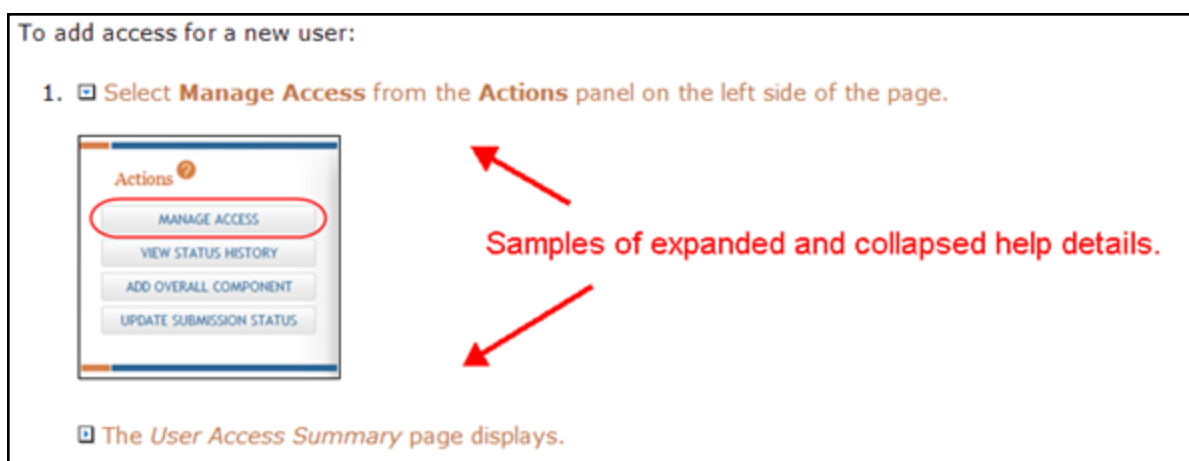 To add access for a new user:
1. Select Manage Access from the Actions panel on the left side of the page.
Actions ?
MANAGE ACCESS
VIEW STATUS HISTORY
ADD OVERALL COMPONENT
UPDATE SUBMISSION STATUS
Samples of expanded and collapsed help details.
The User Access Summary page displays.